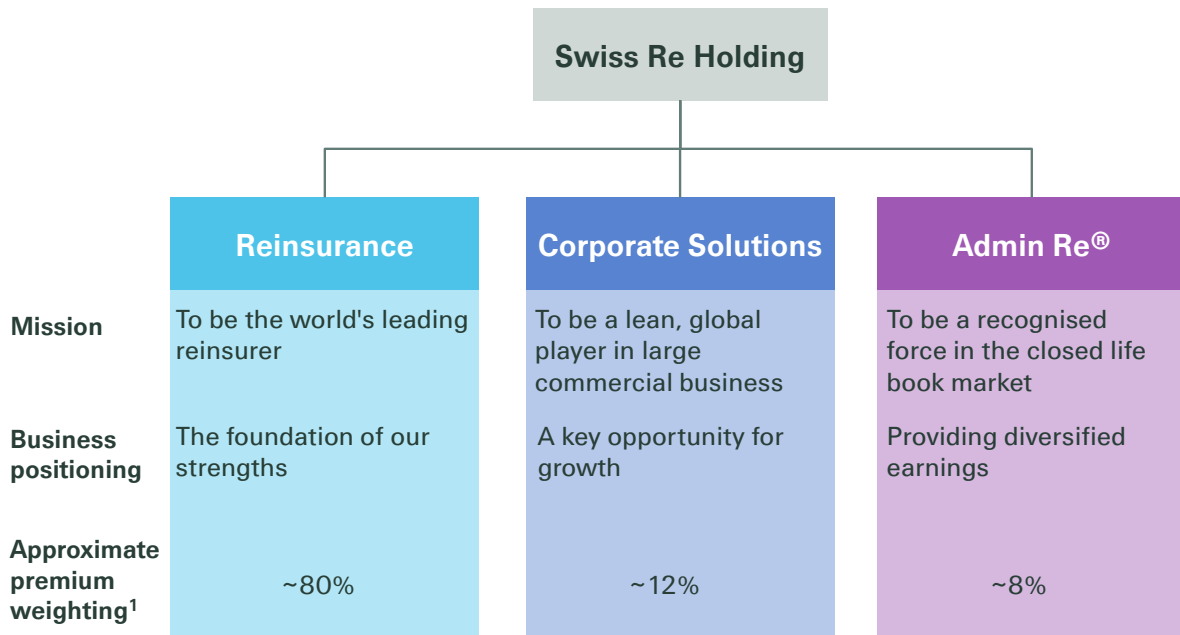 Swiss Re Holding
Reinsurance
Corporate Solutions
Admin Re®
Mission
To be the world's leading
reinsurer
To be a lean, global
player in large
commercial business
To be a recognised
force in the closed life
book market
Business
positioning
The foundation of our
strengths
A key opportunity for
growth
Providing diversified
earnings
Approximate
premium
weighting¹
~80%
~12%
~8%